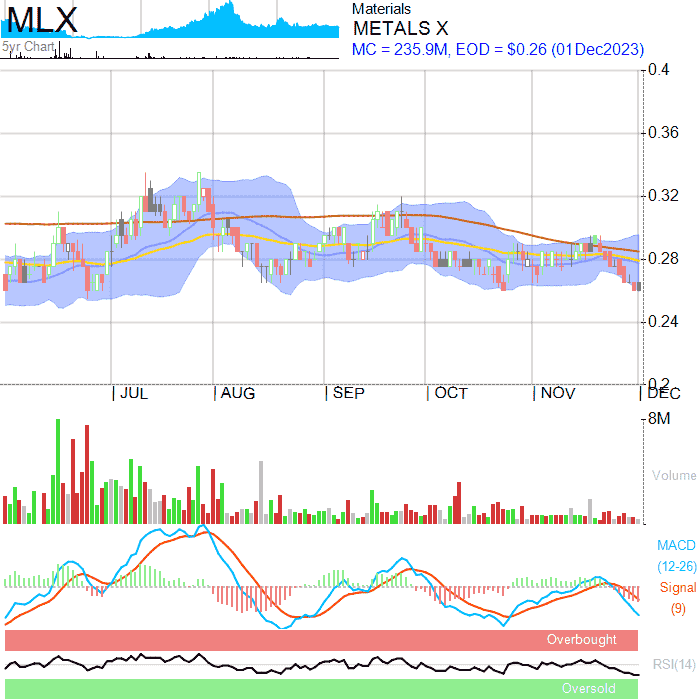 MLX
5yr Chart
Materials
METALS X
MC = 235.9M, EOD = $0.26 (01Dec2023)
0.4
0.36
0.32
0.28
0.24
0.2
JUL
AUG
SEP
OCT
NOV
DEC
8M
Volume
MACD
(12-26)
Signal
(9)
Overbought
RSI(14)
Oversold